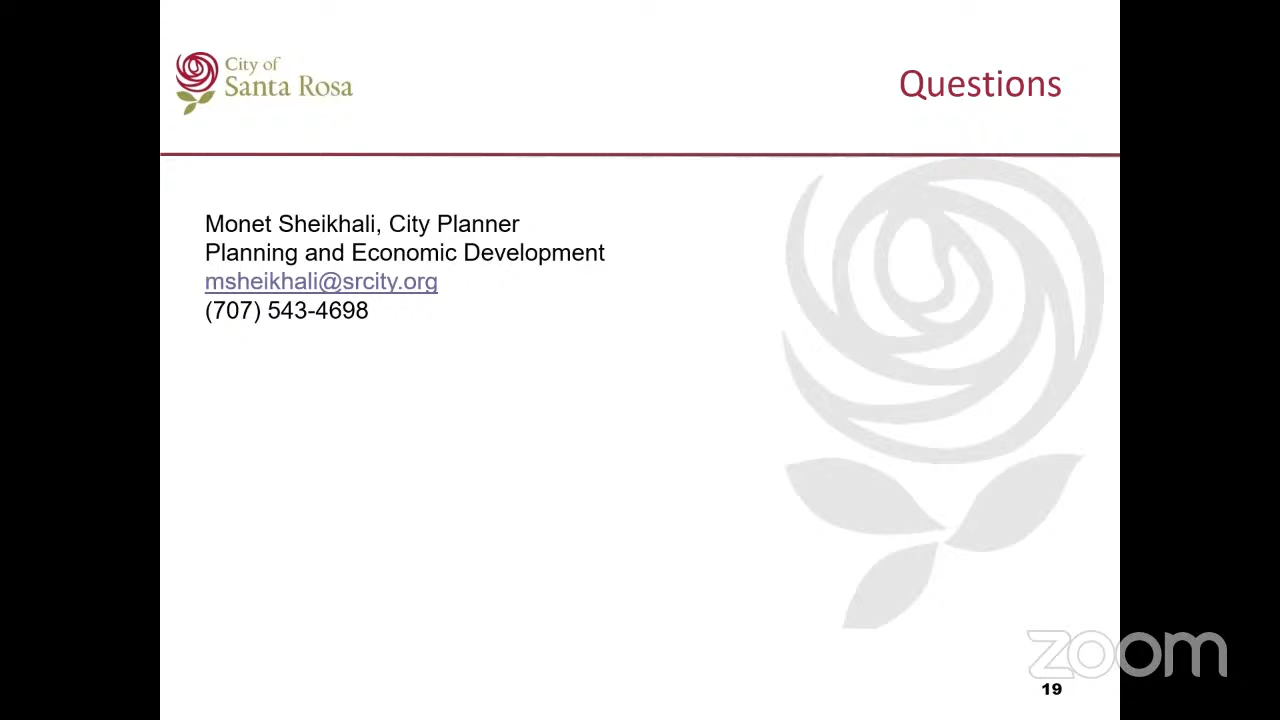 City of
Santa Rosa
Questions
Monet Sheikhali, City Planner
Planning and Economic Development
msheikhali@srcity.org
(707) 543-4698
zoom
19